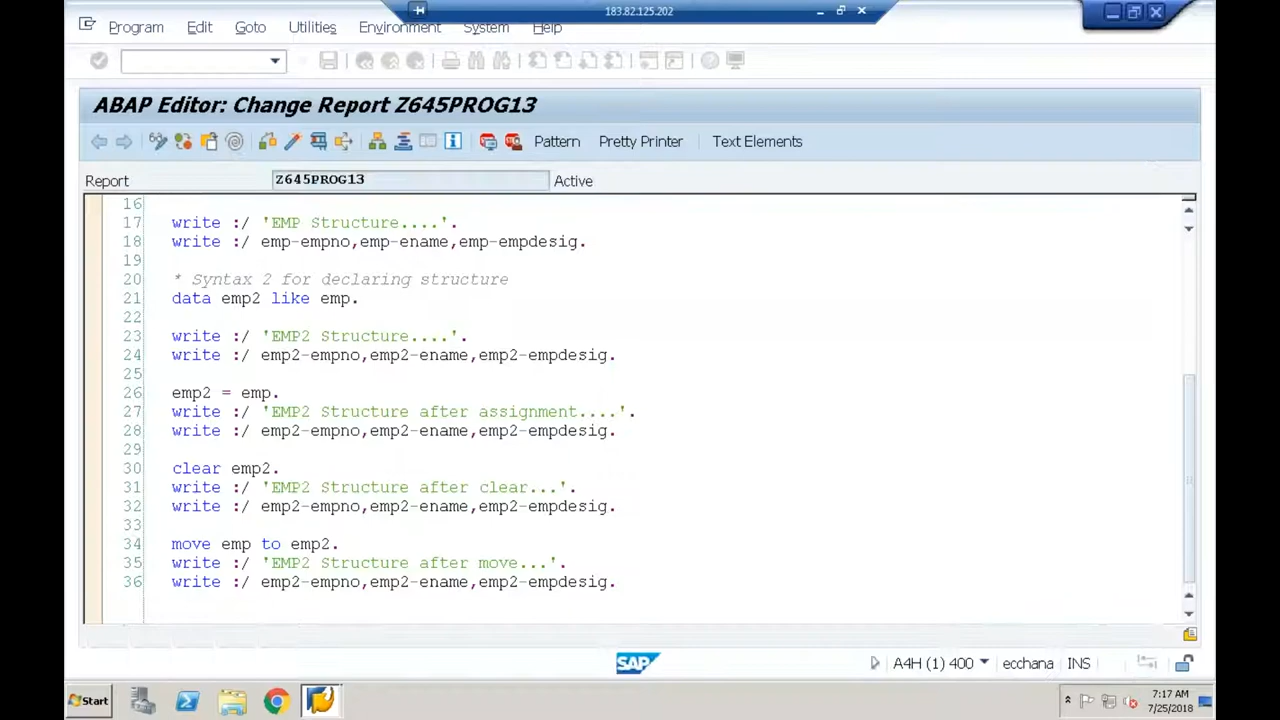 183.82.125.202
Program Edit Goto Utilities Environment System Help
ABAP Editor: Change Report Z645PROG13
Pattern Pretty Printer Text Elements
Report Z645PROG13 Active
16
17 write :/ 'EMP Structure....'.
18 write :/ emp-empno,emp-ename,emp-empdesig.
19
20 * Syntax 2 for declaring structure
21 data emp2 like emp.
22
23 write :/ 'EMP2 Structure....'.
24 write :/ emp2-empno,emp2-ename,emp2-empdesig.
25
26 emp2 = emp.
27 write :/ 'EMP2 Structure after assignment....'.
28 write :/ emp2-empno,emp2-ename,emp2-empdesig.
29
30 clear emp2.
31 write :/ 'EMP2 Structure after clear...'.
32 write :/ emp2-empno,emp2-ename,emp2-empdesig.
33
34 move emp to emp2.
35 write :/ 'EMP2 Structure after move...'.
36 write :/ emp2-empno,emp2-ename,emp2-empdesig.
SAP
A4H (1) 400 ecchana INS
Start
7:17 AM
7/25/2018